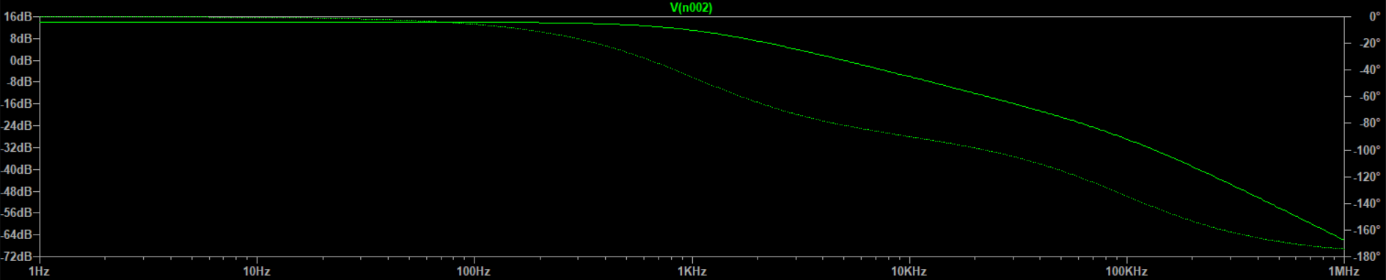 V(n002)
16dB
8dB
0dB
-8dB
-16dB
-24dB
-32dB
-40dB
-48dB
-56dB
-64dB
-72dB
0°
-20°
-40°
-60°
-80°
-100°
-120°
-140°
-160°
-180°
1Hz 10Hz 100Hz 1KHz 10KHz 100KHz 1MHz